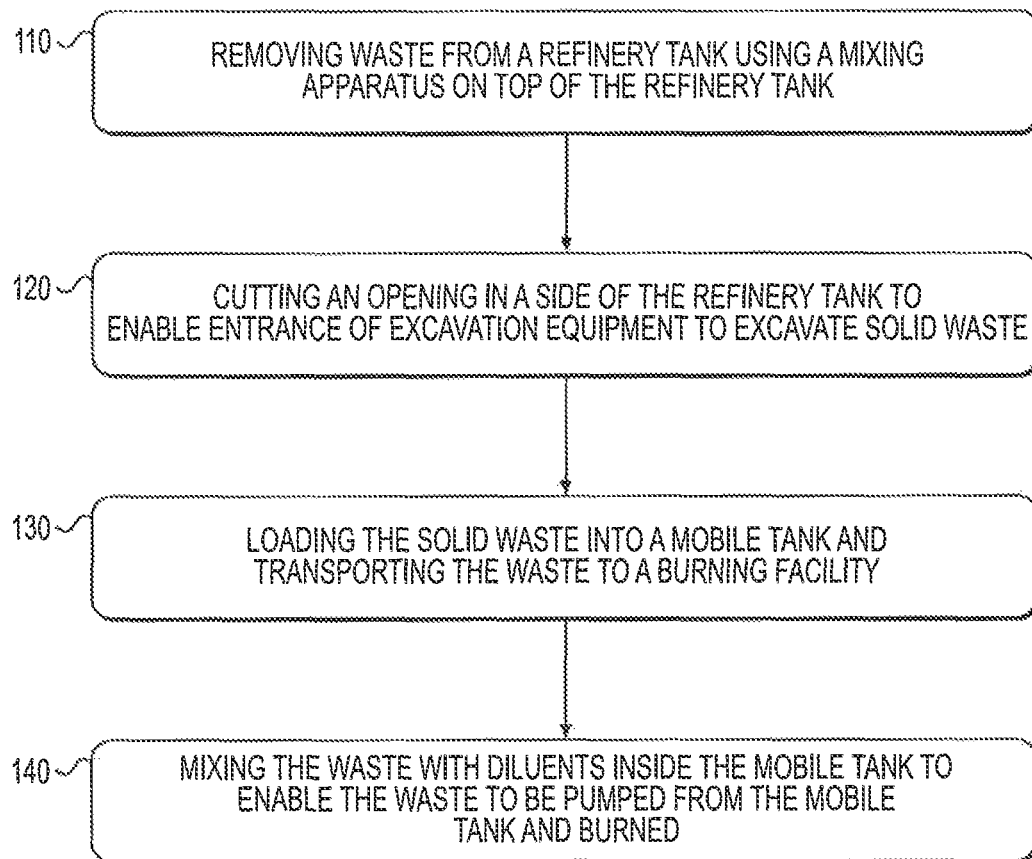 110
REMOVING WASTE FROM A REFINERY TANK USING A MIXING
APPARATUS ON TOP OF THE REFINERY TANK
120
CUTTING AN OPENING IN A SIDE OF THE REFINERY TANK TO
ENABLE ENTRANCE OF EXCAVATION EQUIPMENT TO EXCAVATE SOLID WASTE
130
LOADING THE SOLID WASTE INTO A MOBILE TANK AND
TRANSPORTING THE WASTE TO A BURNING FACILITY
140
MIXING THE WASTE WITH DILUENTS INSIDE THE MOBILE TANK TO
ENABLE THE WASTE TO BE PUMPED FROM THE MOBILE
TANK AND BURNED